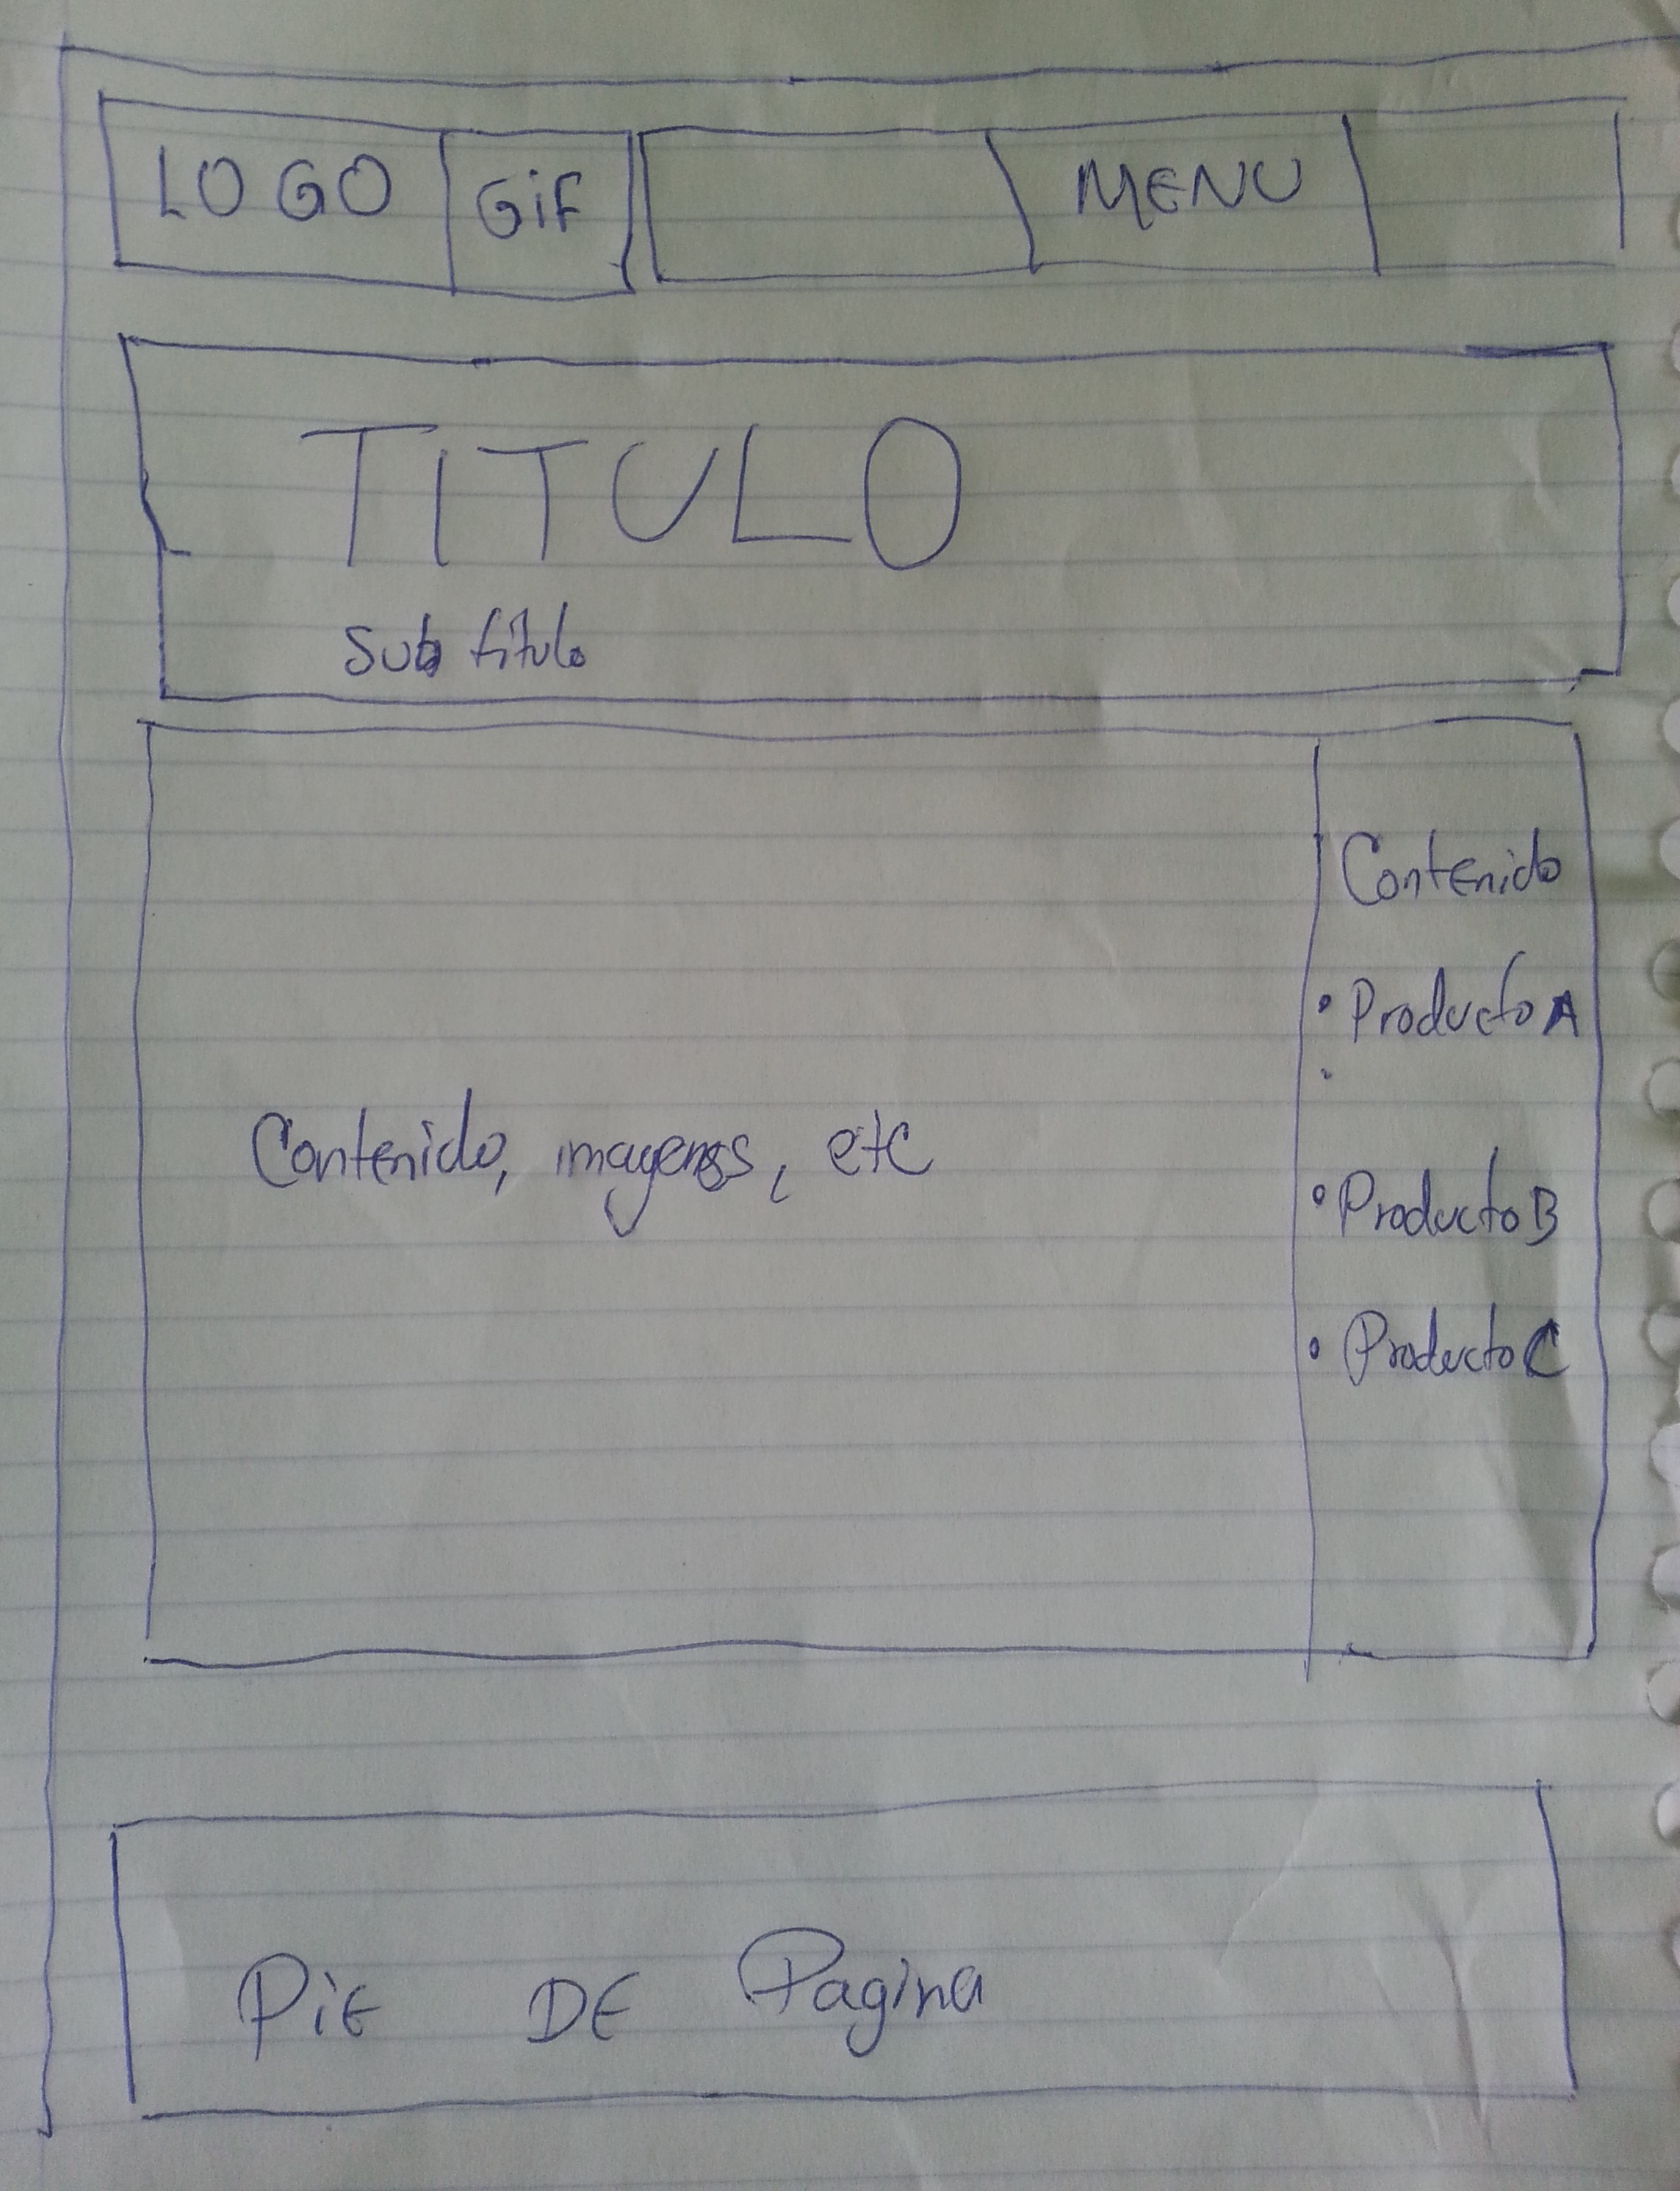 LOGO GiF MENU
TITULO
Sub titulo
Contenido
• Producto A
Contenido, imagenes, etc
• Producto B
• Producto C
PiE DE Pagina